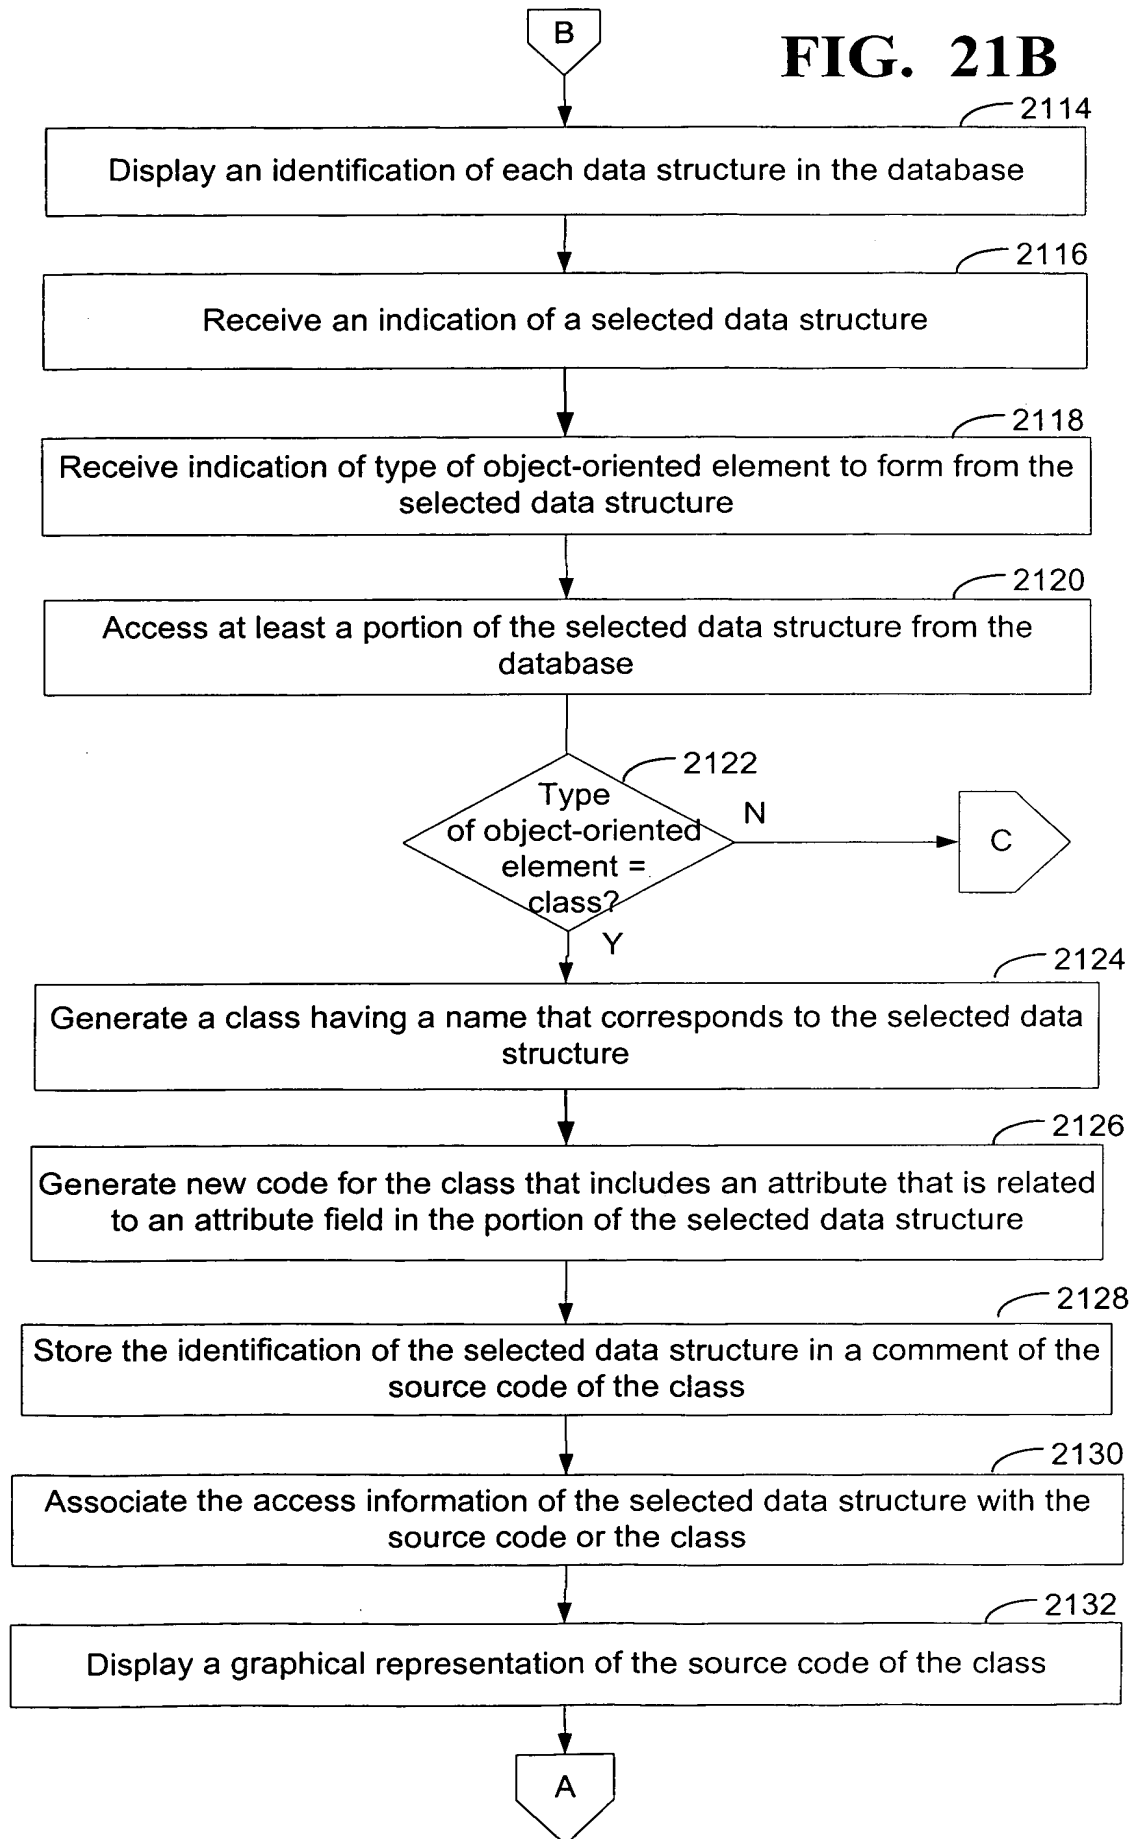 B
FIG. 21B
2114
Display an identification of each data structure in the database
2116
Receive an indication of a selected data structure
2118
Receive indication of type of object-oriented element to form from the
selected data structure
2120
Access at least a portion of the selected data structure from the
database
2122
Type
of object-oriented
element =
class?
N
C
Y
2124
Generate a class having a name that corresponds to the selected data
structure
2126
Generate new code for the class that includes an attribute that is related
to an attribute field in the portion of the selected data structure
2128
Store the identification of the selected data structure in a comment of the
source code of the class
2130
Associate the access information of the selected data structure with the
source code or the class
2132
Display a graphical representation of the source code of the class
A